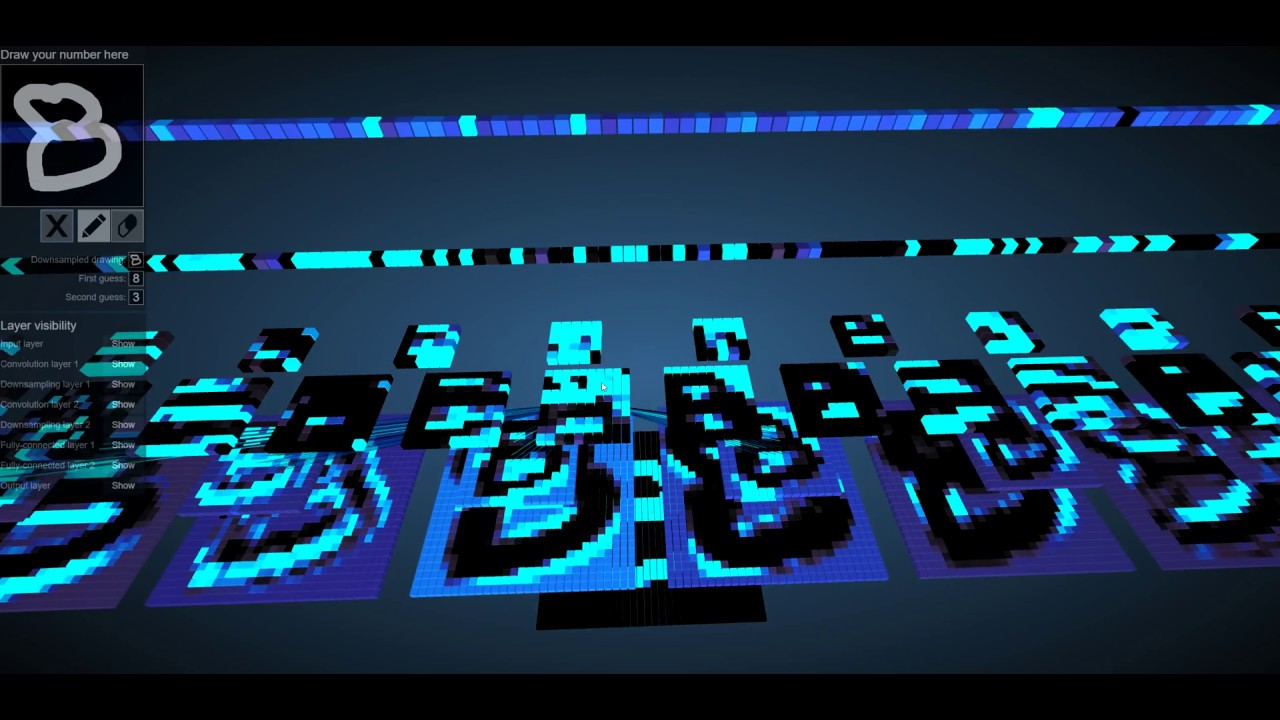 Draw your number here
Downsampled drawing: B
First guess: 8
Second guess: 3
Layer visibility
Input layer Show
Convolution layer 1 Show
Downsampling layer 1 Show
Convolution layer 2 Show
Downsampling layer 2 Show
Fully-connected layer 1 Show
Fully-connected layer 2 Show
Output layer Show